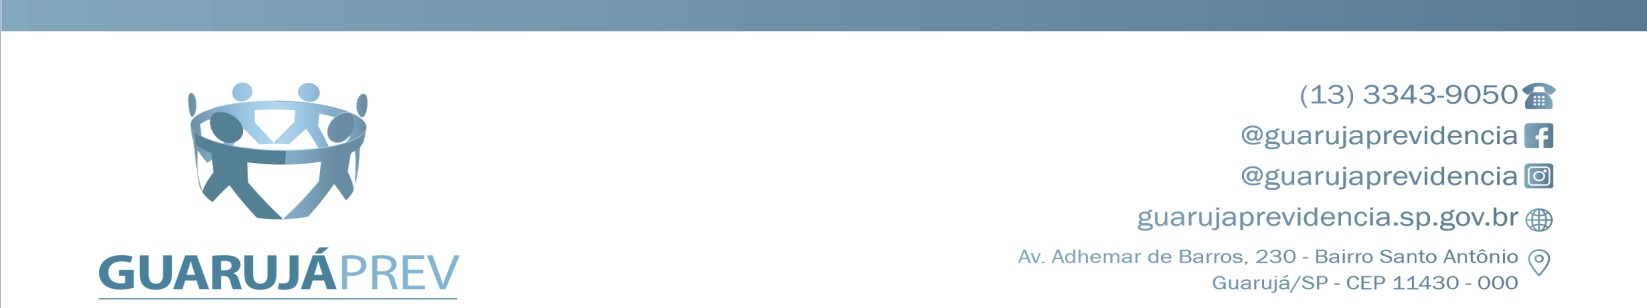 (13) 3343-9050
@guarujaprevidencia
@guarujaprevidencia
guarujaprevidencia.sp.gov.br
Av. Adhemar de Barros, 230 - Bairro Santo Antônio
Guarujá/SP - CEP 11430 - 000
GUARUJÁPREV